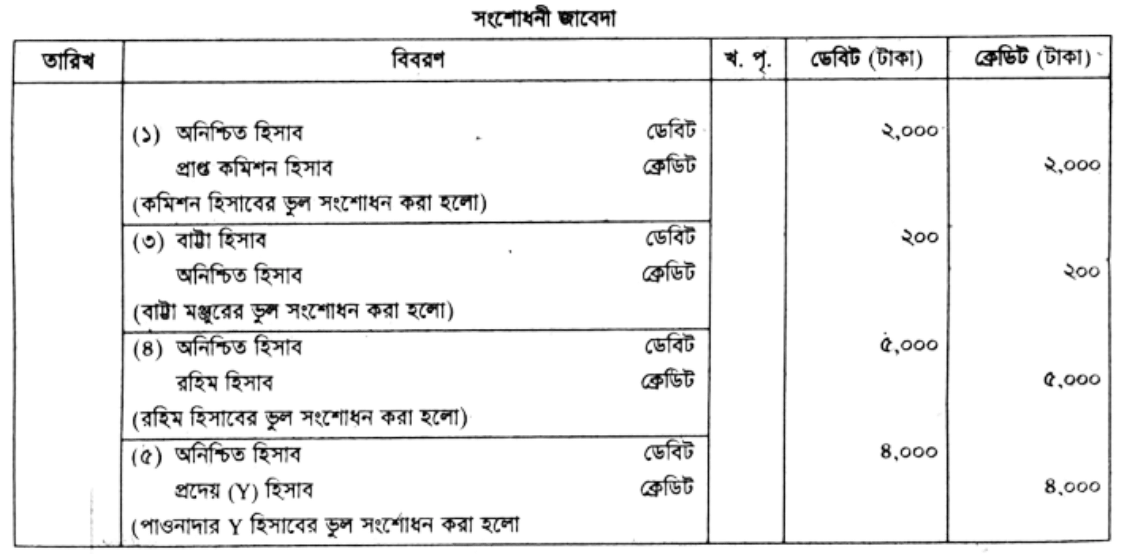 সংশোধনী জাবেদা
তারিখ বিবরণ খ. পৃ. ডেবিট (টাকা) ক্রেডিট (টাকা)
(১) অনিশ্চিত হিসাব ডেবিট ২,০০০
প্রাপ্ত কমিশন হিসাব ক্রেডিট ২,০০০
(কমিশন হিসাবের ভুল সংশোধন করা হলো)
(৩) বাট্টা হিসাব ডেবিট ২০০
অনিশ্চিত হিসাব ক্রেডিট ২০০
(বাট্টা মঞ্জুরের ভুল সংশোধন করা হলো)
(৪) অনিশ্চিত হিসাব ডেবিট ৫,০০০
রহিম হিসাব ক্রেডিট ৫,০০০
(রহিম হিসাবের ভুল সংশোধন করা হলো)
(৫) অনিশ্চিত হিসাব ডেবিট ৪,০০০
প্রদেয় (Y) হিসাব ক্রেডিট ৪,০০০
(পাওনাদার Y হিসাবের ভুল সংশোধন করা হলো